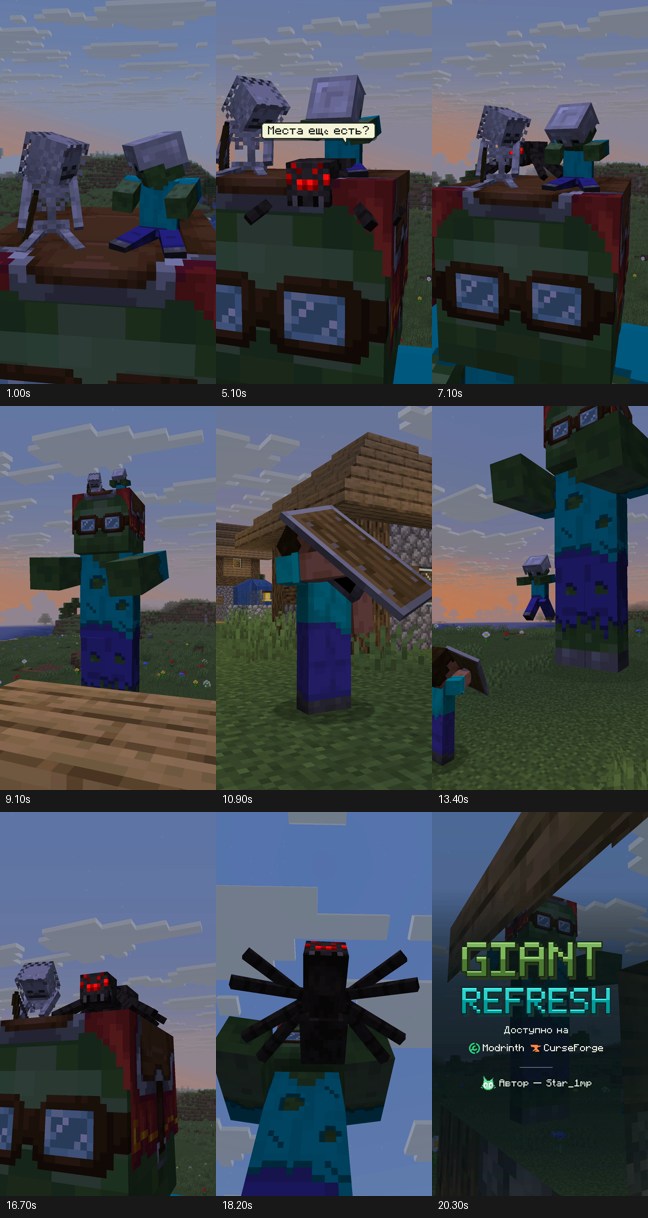 1.00s
5.10s
7.10s
Места ещё есть?
9.10s
10.90s
13.40s
16.70s
18.20s
20.30s
GIANT
REFRESH
Доступно на
Modrinth CurseForge
Автор — Star_1mp